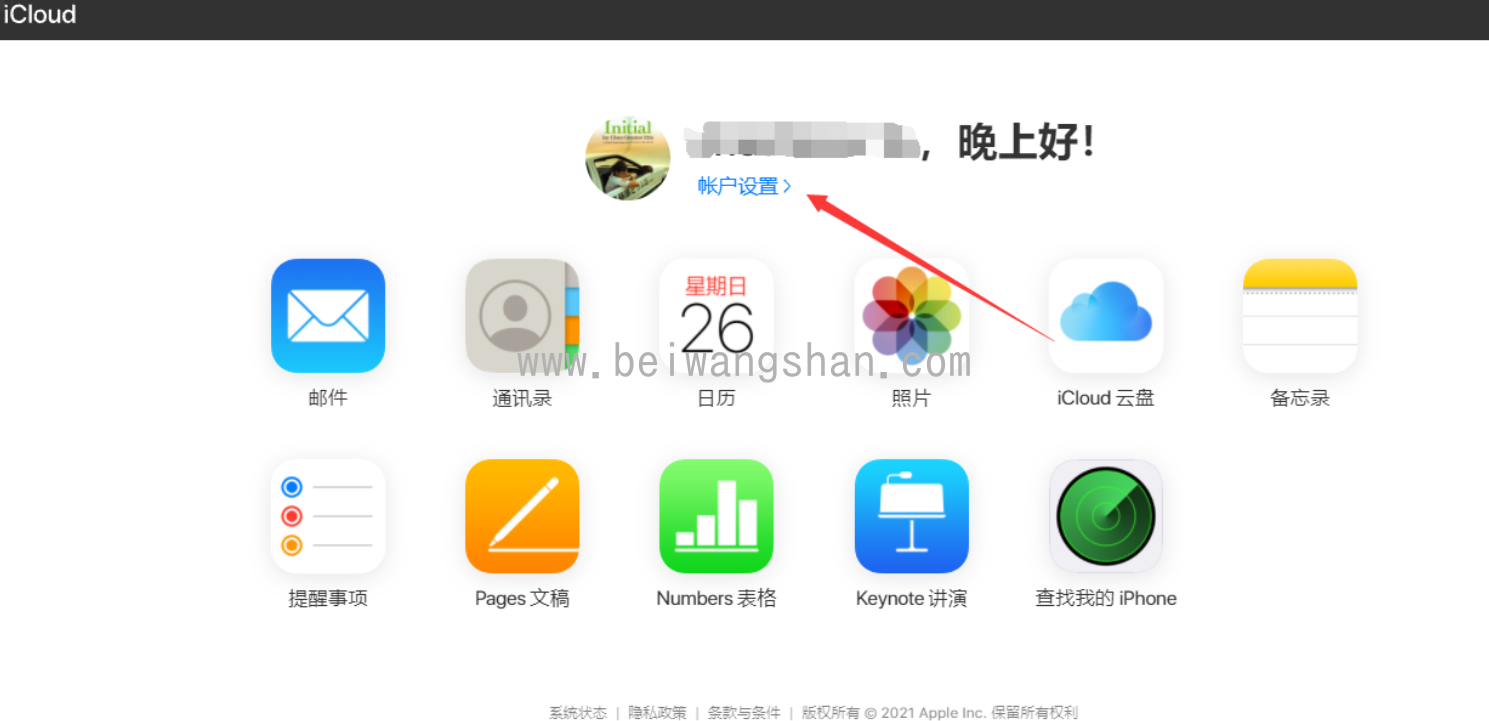 iCloud
Initial
，晚上好！
帐户设置 >
星期日
26
www.beiwangshan.com
邮件 通讯录 日历 照片 iCloud 云盘 备忘录
提醒事项 Pages 文稿 Numbers 表格 Keynote 讲演 查找我的 iPhone
系统状态 | 隐私政策 | 条款与条件 | 版权所有 © 2021 Apple Inc. 保留所有权利